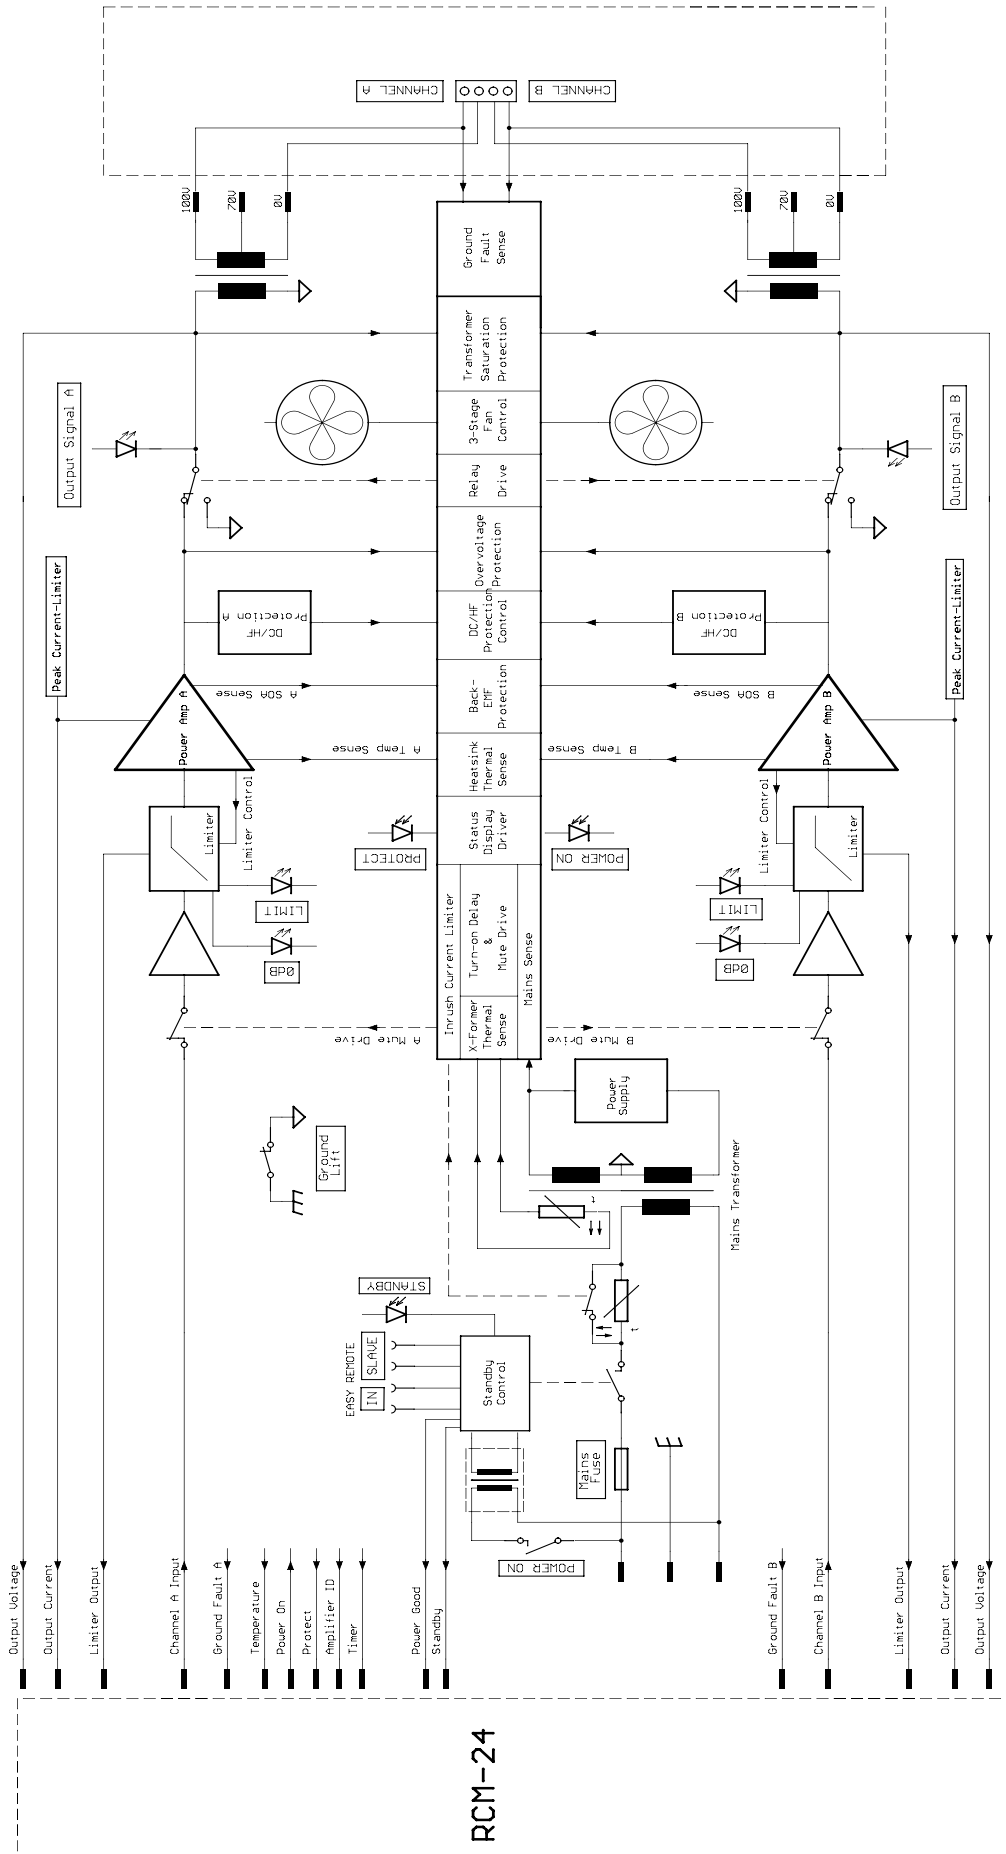 CHANNEL A
CHANNEL B
100V
70V
0V
100V
70V
0V
Ground
Fault
Sense
Transformer
Saturation
Protection
3-Stage
Fan
Control
Relay
Drive
Overvoltage
Protection
DC/HF
Protection
Control
Back-
EMF
Protection
Heatsink
Thermal
Sense
Status
Display
Driver
Inrush Current Limiter
Turn-on Delay
&
Mute Drive
X-Former
Thermal
Sense
Mains Sense
Output Signal A
Output Signal B
Peak Current-Limiter
Peak Current-Limiter
DC/HF
Protection A
DC/HF
Protection B
A SOA Sense
B SOA Sense
Power Amp A
Power Amp B
A Temp Sense
B Temp Sense
Limiter Control
Limiter Control
Limiter
Limiter
PROTECT
POWER ON
LIMIT
LIMIT
0dB
0dB
A Mute Drive
B Mute Drive
Ground
Lift
Power
Supply
Mains Transformer
t
t
STANDBY
EASY REMOTE
IN
SLAVE
Standby
Control
Mains
Fuse
POWER ON
Output Voltage
Output Current
Limiter Output
Channel A Input
Ground Fault A
Temperature
Power On
Protect
Amplifier ID
Timer
Power Good
Standby
Ground Fault B
Channel B Input
Limiter Output
Output Current
Output Voltage
RCM-24